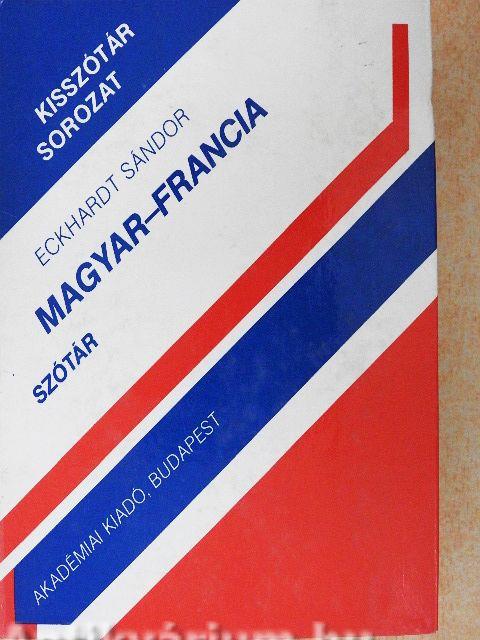 KISSZÓTÁR
SOROZAT
ECKHARDT SÁNDOR
MAGYAR–FRANCIA
SZÓTÁR
AKADÉMIAI KIADÓ, BUDAPEST